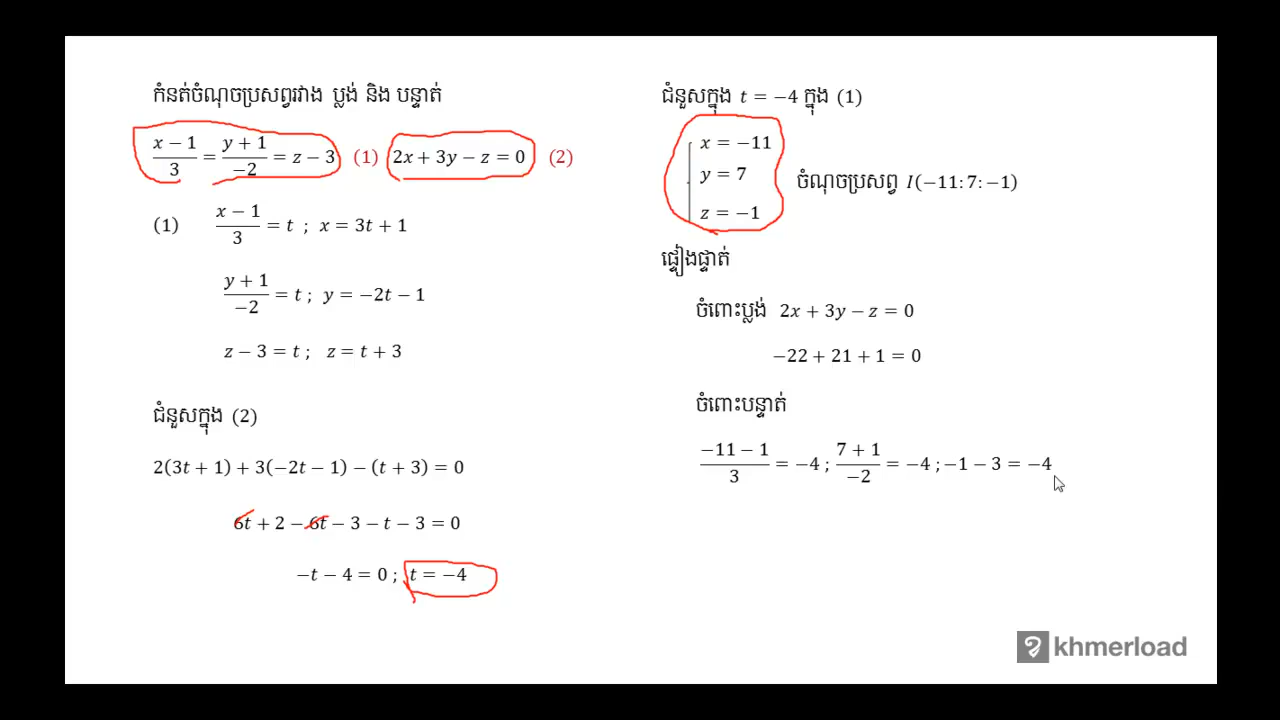 កំនត់ចំណុចប្រសព្វរវាង ប្លង់ និង បន្ទាត់
(x − 1)/3 = (y + 1)/−2 = z − 3 (1) 2x + 3y − z = 0 (2)
(1) (x − 1)/3 = t ; x = 3t + 1
(y + 1)/−2 = t ; y = −2t − 1
z − 3 = t ; z = t + 3
ជំនួសក្នុង (2)
2(3t + 1) + 3(−2t − 1) − (t + 3) = 0
6t + 2 − 6t − 3 − t − 3 = 0
−t − 4 = 0 ; t = −4
ជំនួសក្នុង t = −4 ក្នុង (1)
x = −11
y = 7
z = −1
ចំណុចប្រសព្វ I(−11: 7: −1)
ផ្ទៀងផ្ទាត់
ចំពោះប្លង់ 2x + 3y − z = 0
−22 + 21 + 1 = 0
ចំពោះបន្ទាត់
(−11 − 1)/3 = −4 ; (7 + 1)/−2 = −4 ; −1 − 3 = −4
khmerload